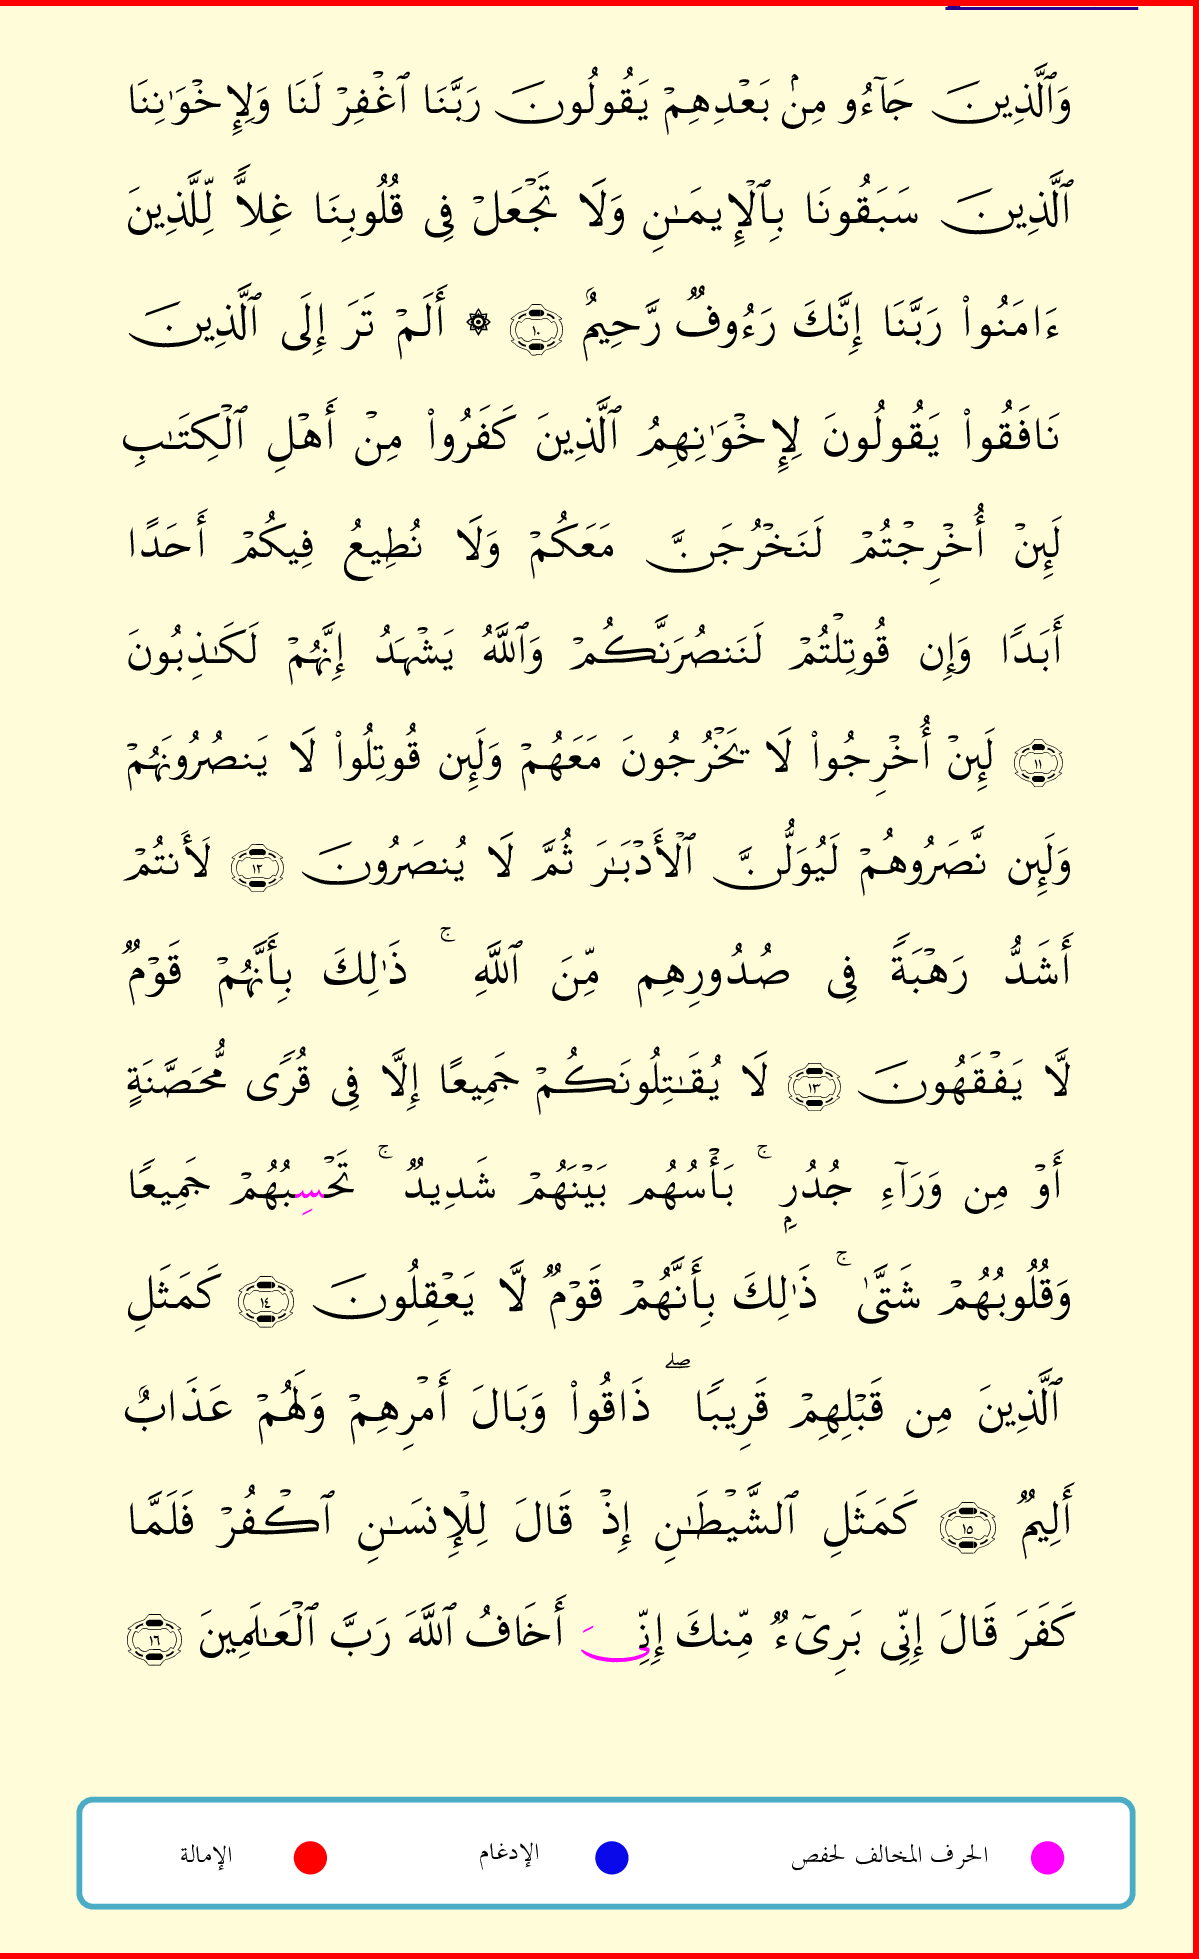 وَٱلَّذِينَ جَآءُو مِنۢ بَعْدِهِمْ يَقُولُونَ رَبَّنَا ٱغْفِرْ لَنَا وَلِإِخْوَٰنِنَا
ٱلَّذِينَ سَبَقُونَا بِٱلْإِيمَـٰنِ وَلَا تَجْعَلْ فِى قُلُوبِنَا غِلًّا لِّلَّذِينَ
ءَامَنُوا۟ رَبَّنَا إِنَّكَ رَءُوفٌ رَّحِيمٌ ١٠ ۞ أَلَمْ تَرَ إِلَى ٱلَّذِينَ
نَافَقُوا۟ يَقُولُونَ لِإِخْوَٰنِهِمُ ٱلَّذِينَ كَفَرُوا۟ مِنْ أَهْلِ ٱلْكِتَـٰبِ
لَئِنْ أُخْرِجْتُمْ لَنَخْرُجَنَّ مَعَكُمْ وَلَا نُطِيعُ فِيكُمْ أَحَدًا
أَبَدًا وَإِن قُوتِلْتُمْ لَنَنصُرَنَّكُمْ وَٱللَّهُ يَشْهَدُ إِنَّهُمْ لَكَـٰذِبُونَ
١١ لَئِنْ أُخْرِجُوا۟ لَا يَخْرُجُونَ مَعَهُمْ وَلَئِن قُوتِلُوا۟ لَا يَنصُرُونَهُمْ
وَلَئِن نَّصَرُوهُمْ لَيُوَلُّنَّ ٱلْأَدْبَـٰرَ ثُمَّ لَا يُنصَرُونَ ١٢ لَأَنتُمْ
أَشَدُّ رَهْبَةً فِى صُدُورِهِم مِّنَ ٱللَّهِ ۚ ذَٰلِكَ بِأَنَّهُمْ قَوْمٌ
لَّا يَفْقَهُونَ ١٣ لَا يُقَـٰتِلُونَكُمْ جَمِيعًا إِلَّا فِى قُرًى مُّحَصَّنَةٍ
أَوْ مِن وَرَآءِ جُدُرٍۭ ۚ بَأْسُهُم بَيْنَهُمْ شَدِيدٌ ۚ تَحْسِبُهُمْ جَمِيعًا
وَقُلُوبُهُمْ شَتَّىٰ ۚ ذَٰلِكَ بِأَنَّهُمْ قَوْمٌ لَّا يَعْقِلُونَ ١٤ كَمَثَلِ
ٱلَّذِينَ مِن قَبْلِهِمْ قَرِيبًا ۖ ذَاقُوا۟ وَبَالَ أَمْرِهِمْ وَلَهُمْ عَذَابٌ
أَلِيمٌ ١٥ كَمَثَلِ ٱلشَّيْطَـٰنِ إِذْ قَالَ لِلْإِنسَـٰنِ ٱكْفُرْ فَلَمَّا
كَفَرَ قَالَ إِنِّى بَرِىٓءٌ مِّنكَ إِنِّىَ أَخَافُ ٱللَّهَ رَبَّ ٱلْعَـٰلَمِينَ ١٦
الحرف المخالف لحفص الإدغام الإمالة